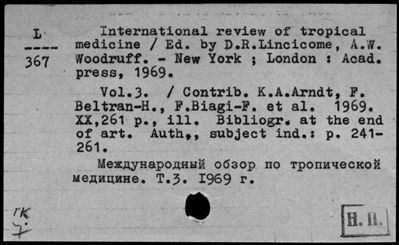 L
----
367
International review of tropical
medicine / Ed. by D.R.Lincicome, A.W.
Woodruff. - New York ; London : Acad.
press, 1969.
Vol.3. / Contrib. K.A.Arndt, F.
Beltran-H., F.Biagi-F. et al. 1969.
XX,261 p., ill. Bibliogr. at the end
of art. Auth,, subject ind.: p. 241-
261.
Международный обзор по тропической
медицине. Т.3. I969 г.
гк
Н. П.